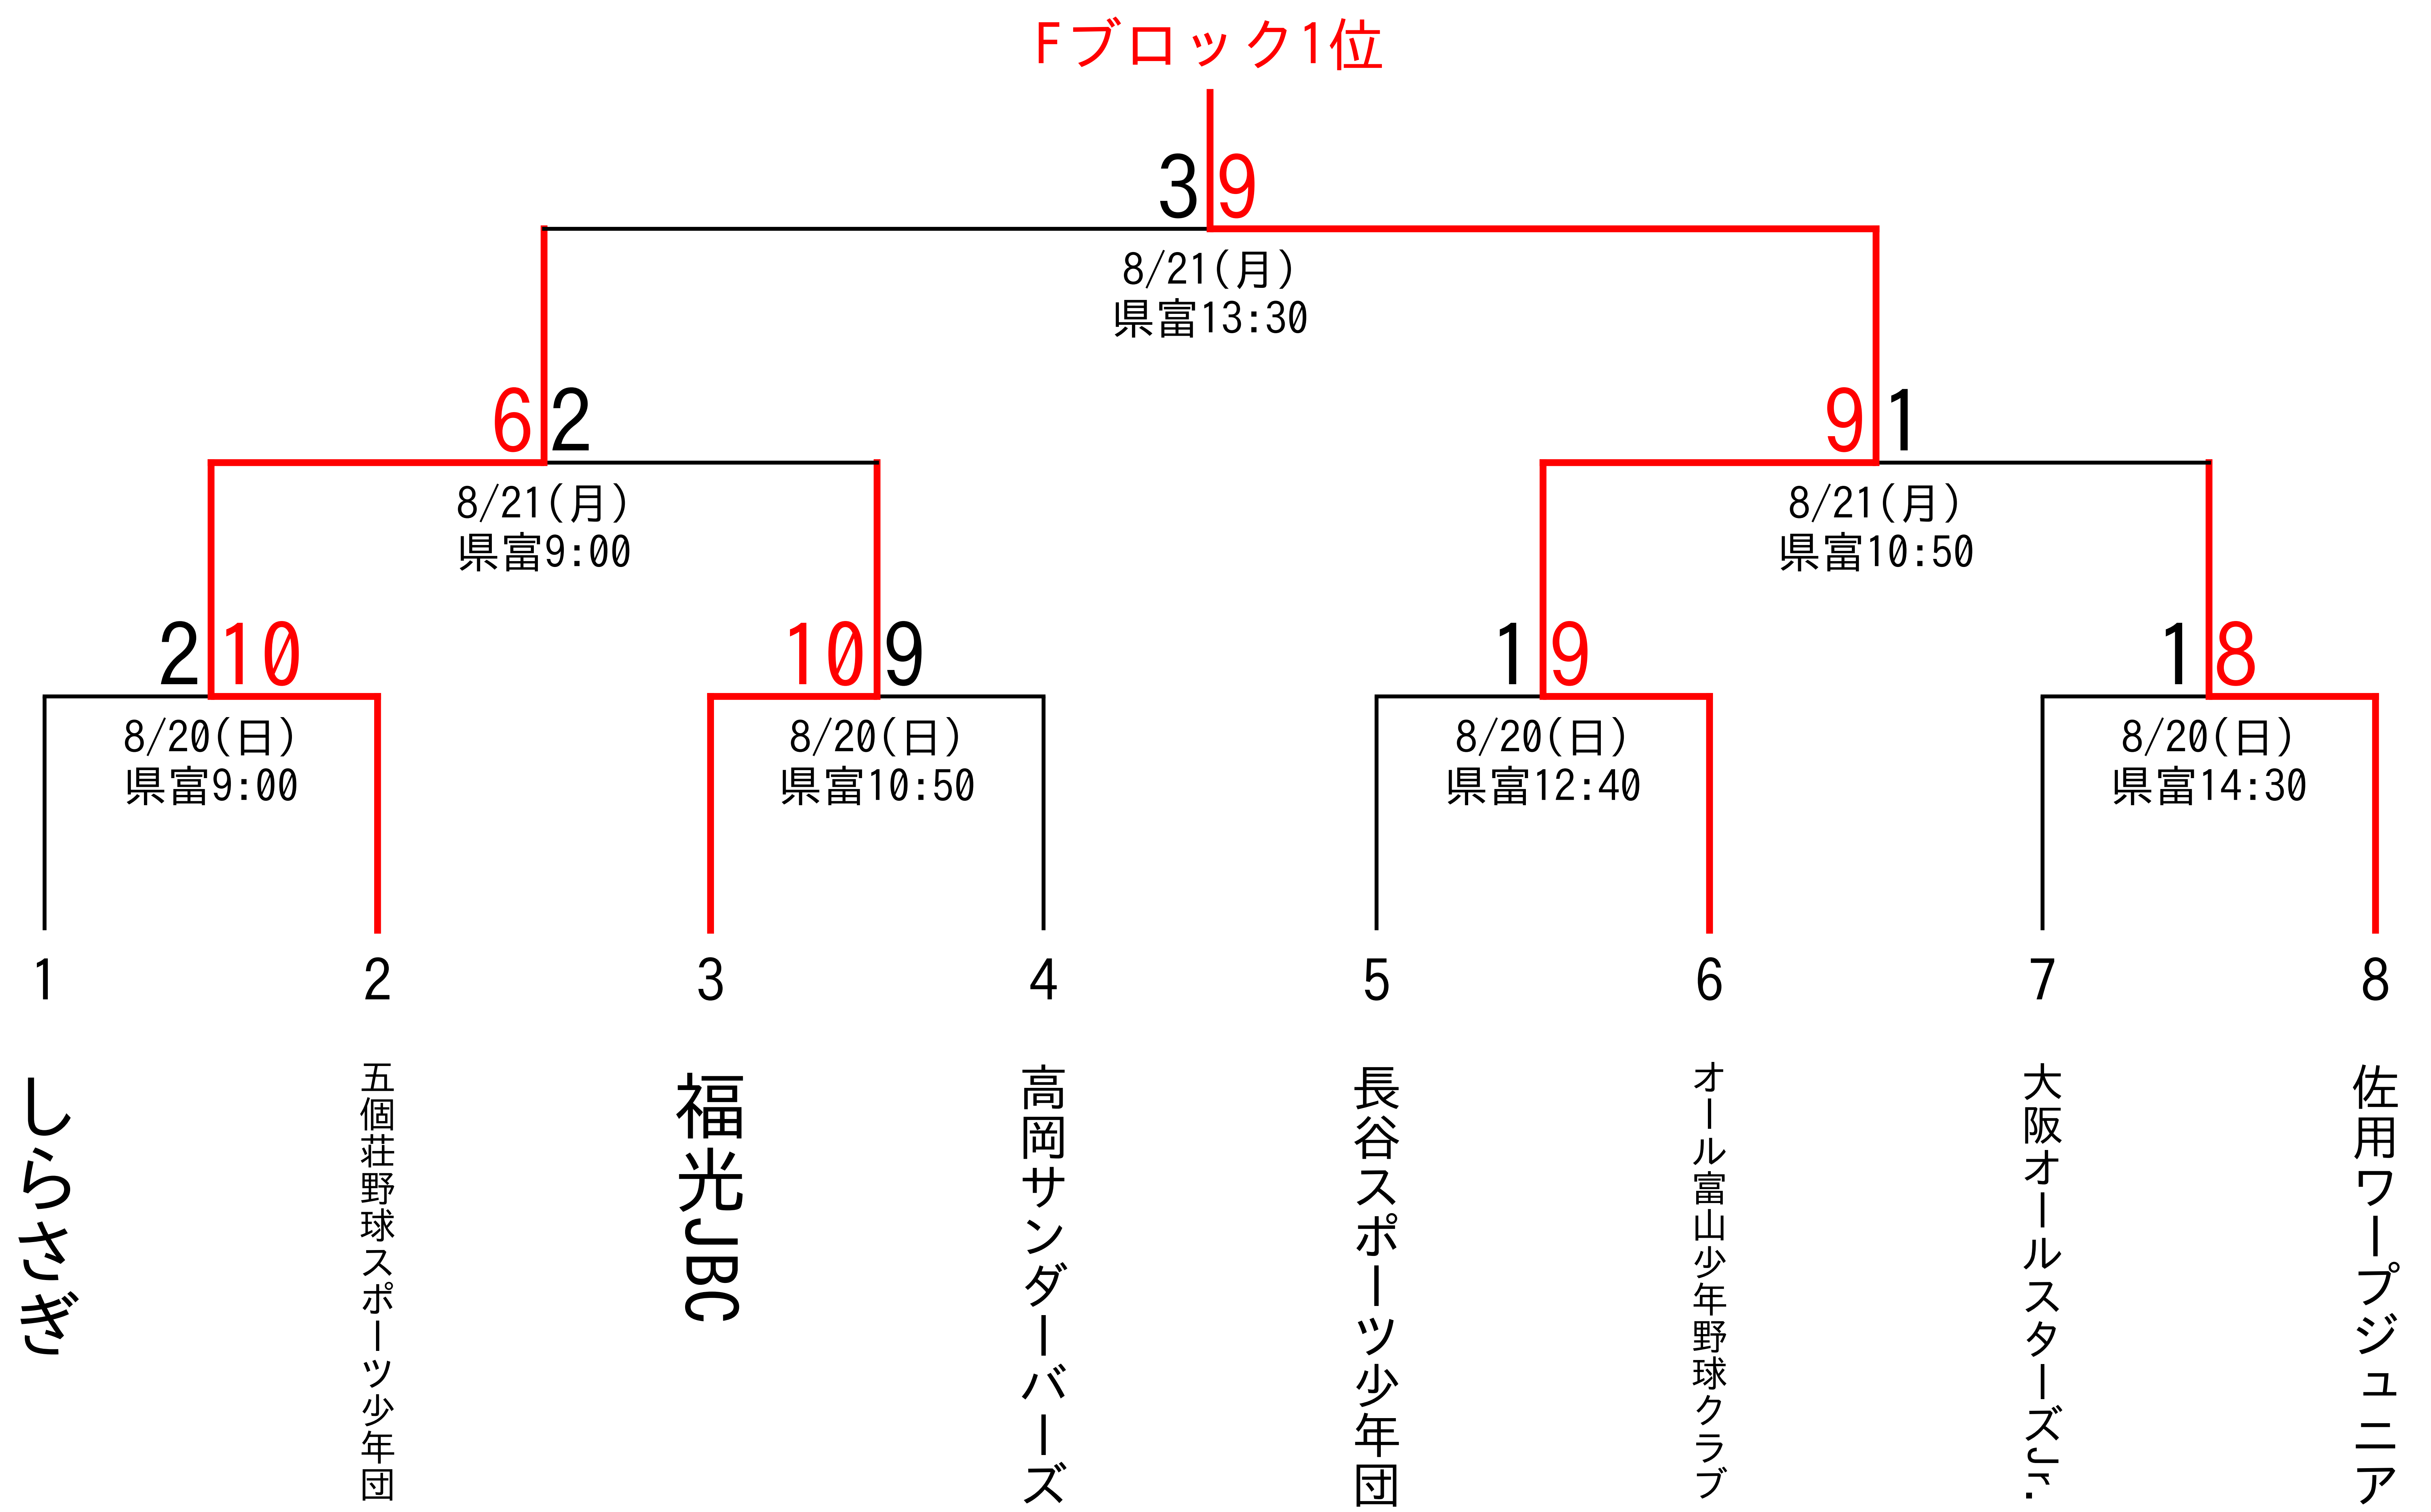 Fブロック1位
3 9
8/21(月)
県富13:30
6 2
9 1
8/21(月)
県富9:00
8/21(月)
県富10:50
2 10
10 9
1 9
1 8
8/20(日)
県富9:00
8/20(日)
県富10:50
8/20(日)
県富12:40
8/20(日)
県富14:30
1
2
3
4
5
6
7
8
しらさぎ
五個荘野球スポーツ少年団
福光JBC
高岡サンダーバーズ
長谷スポーツ少年団
オール富山少年野球クラブ
大阪オールスターズJr.
佐用ワープジュニア